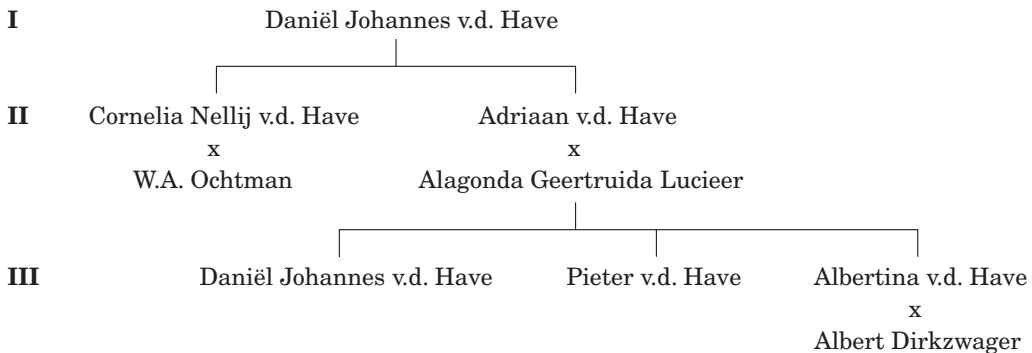 I Daniël Johannes v.d. Have
II Cornelia Nellij v.d. Have Adriaan v.d. Have
x x
W.A. Ochtman Alagonda Geertruida Lucieer
III Daniël Johannes v.d. Have Pieter v.d. Have Albertina v.d. Have
x
Albert Dirkzwager